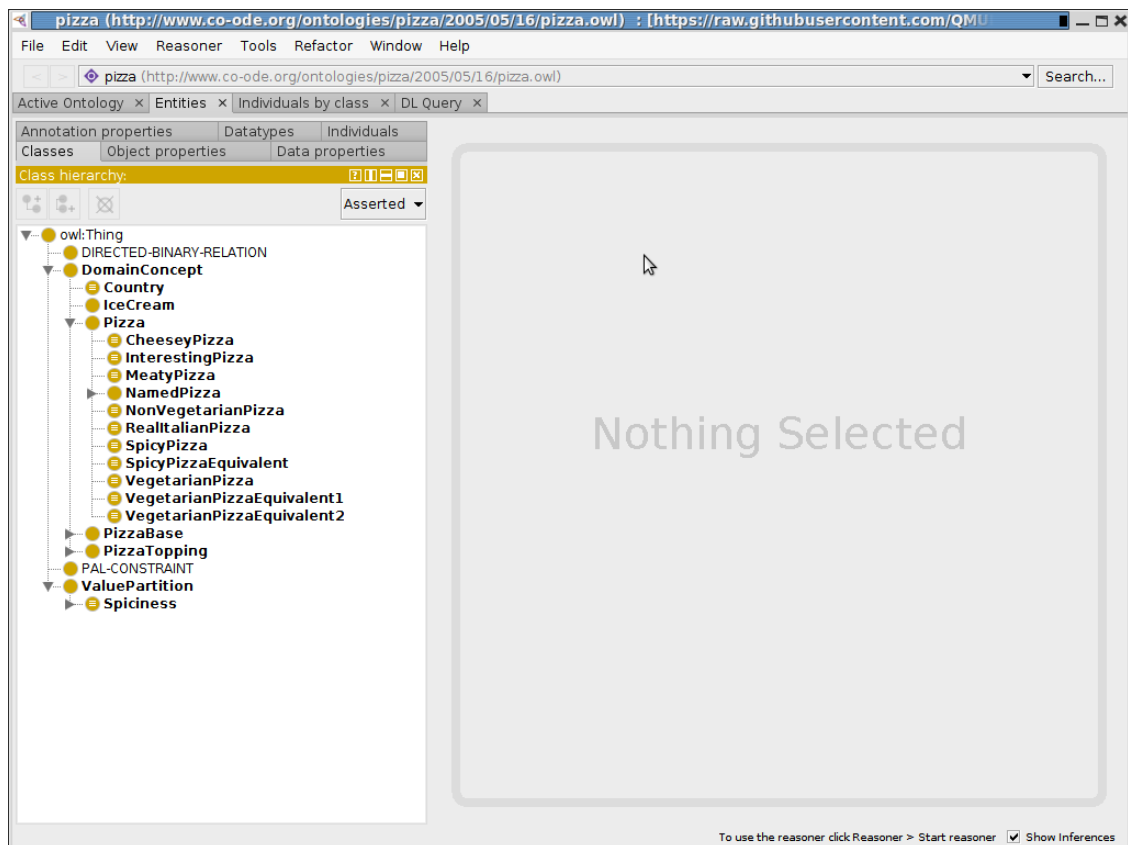 pizza (http://www.co-ode.org/ontologies/pizza/2005/05/16/pizza.owl) : [https://raw.githubusercontent.com/QMU
File Edit View Reasoner Tools Refactor Window Help
< > pizza (http://www.co-ode.org/ontologies/pizza/2005/05/16/pizza.owl) Search...
Active Ontology × Entities × Individuals by class × DL Query ×
Annotation properties Datatypes Individuals
Classes Object properties Data properties
Class hierarchy:
Asserted
owl:Thing
DIRECTED-BINARY-RELATION
DomainConcept
Country
IceCream
Pizza
CheeseyPizza
InterestingPizza
MeatyPizza
NamedPizza
NonVegetarianPizza
RealItalianPizza
SpicyPizza
SpicyPizzaEquivalent
VegetarianPizza
VegetarianPizzaEquivalent1
VegetarianPizzaEquivalent2
PizzaBase
PizzaTopping
PAL-CONSTRAINT
ValuePartition
Spiciness
Nothing Selected
To use the reasoner click Reasoner > Start reasoner Show Inferences